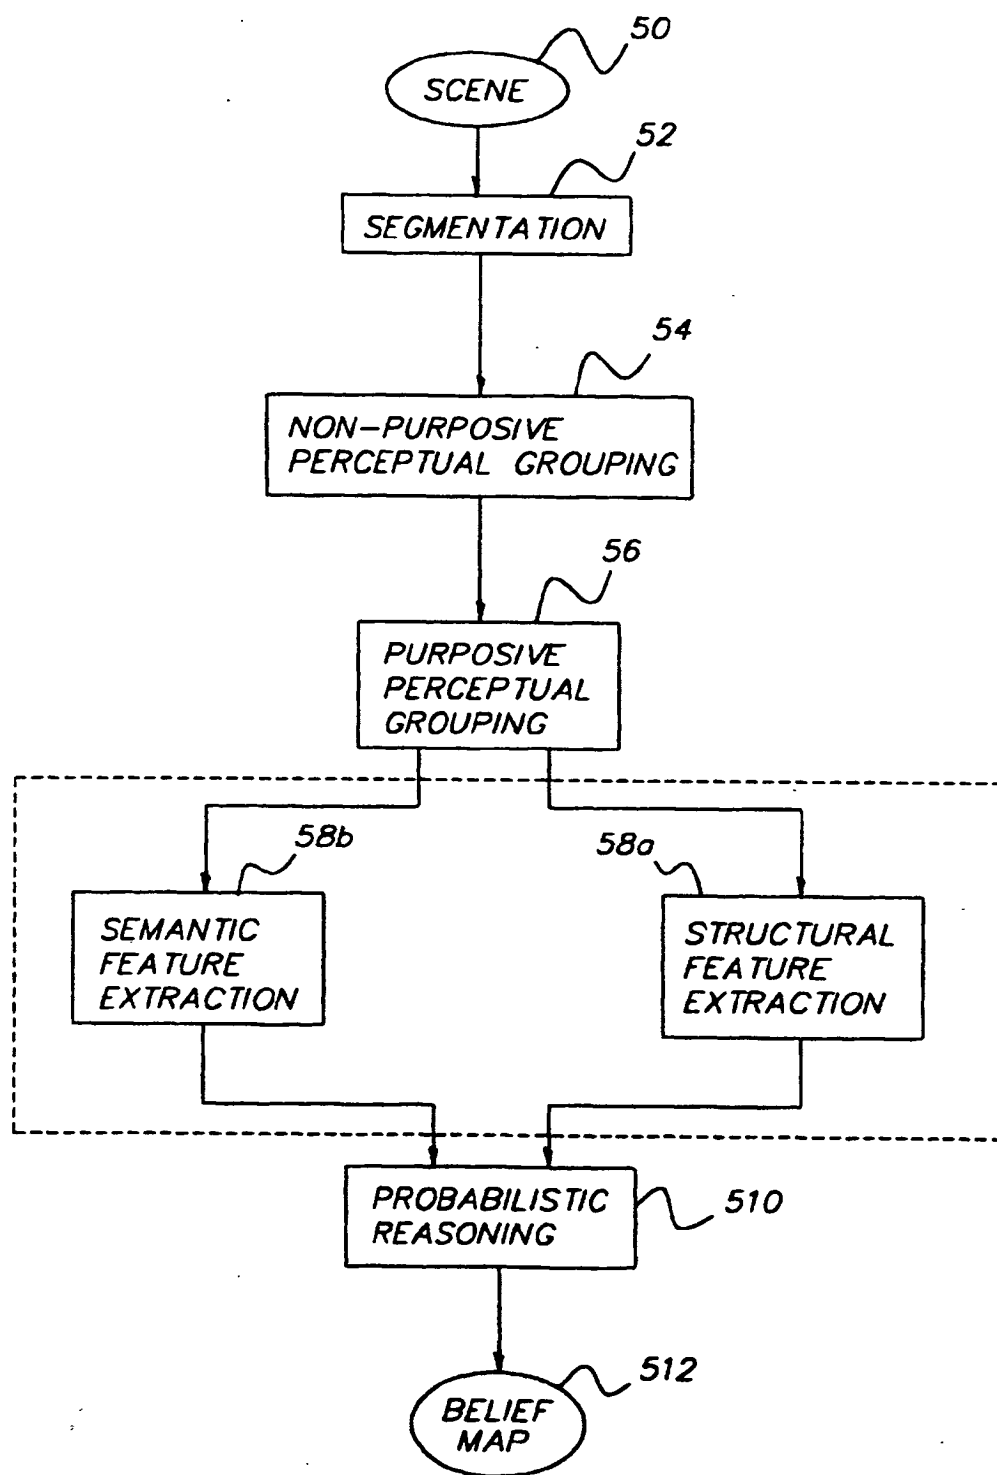 50
SCENE
52
SEGMENTATION
54
NON-PURPOSIVE
PERCEPTUAL GROUPING
56
PURPOSIVE
PERCEPTUAL
GROUPING
58b
58a
SEMANTIC
FEATURE
EXTRACTION
STRUCTURAL
FEATURE
EXTRACTION
PROBABILISTIC
REASONING
510
512
BELIEF
MAP